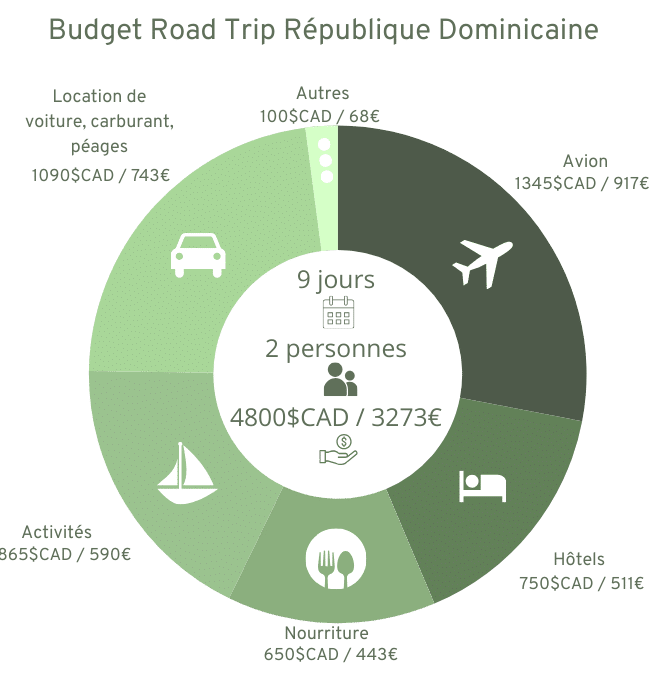 Budget Road Trip République Dominicaine
Autres
100$CAD / 68€
Location de
voiture, carburant,
péages
1090$CAD / 743€
Avion
1345$CAD / 917€
9 jours
2 personnes
4800$CAD / 3273€
$
Activités
865$CAD / 590€
Hôtels
750$CAD / 511€
Nourriture
650$CAD / 443€